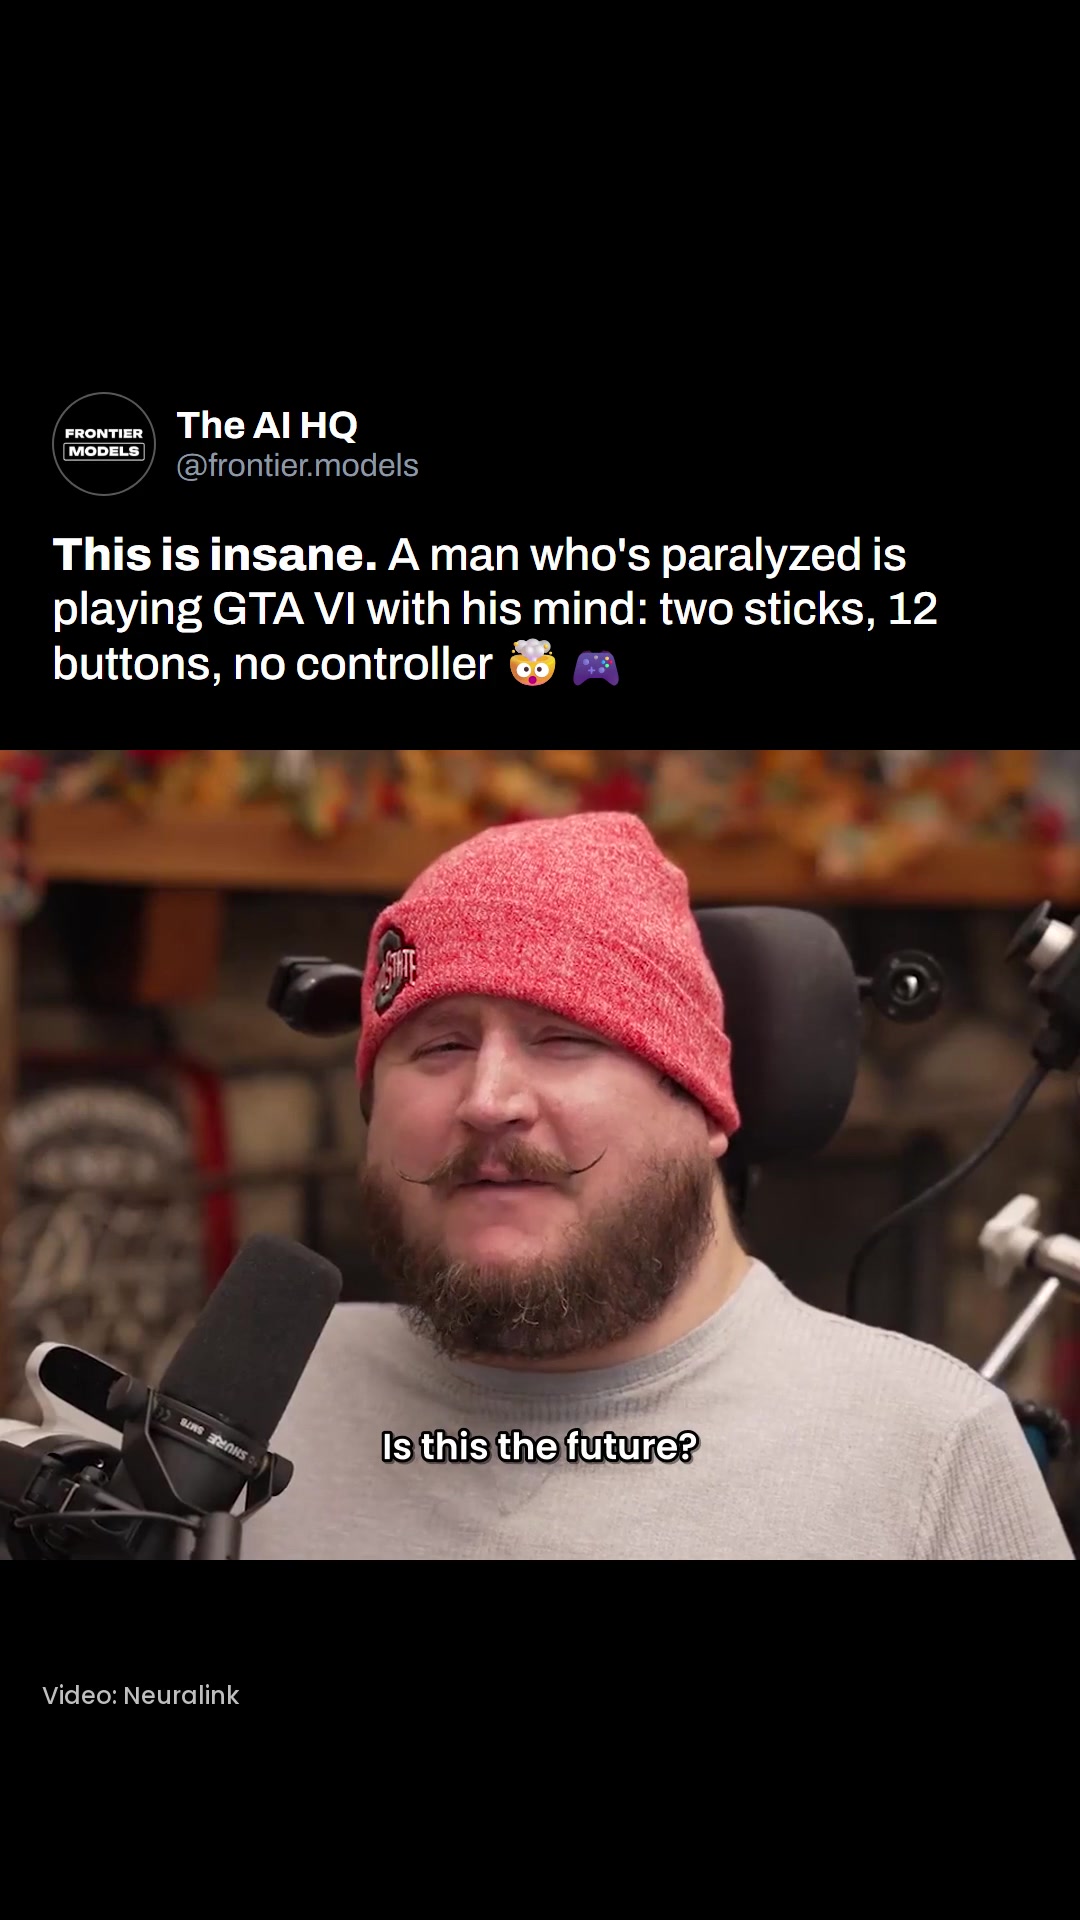 FRONTIER
MODELS
The AI HQ
@frontier.models
This is insane. A man who's paralyzed is
playing GTA VI with his mind: two sticks, 12
buttons, no controller 🤯 🎮
STATE
SHURE SM7B
Is this the future?
Video: Neuralink